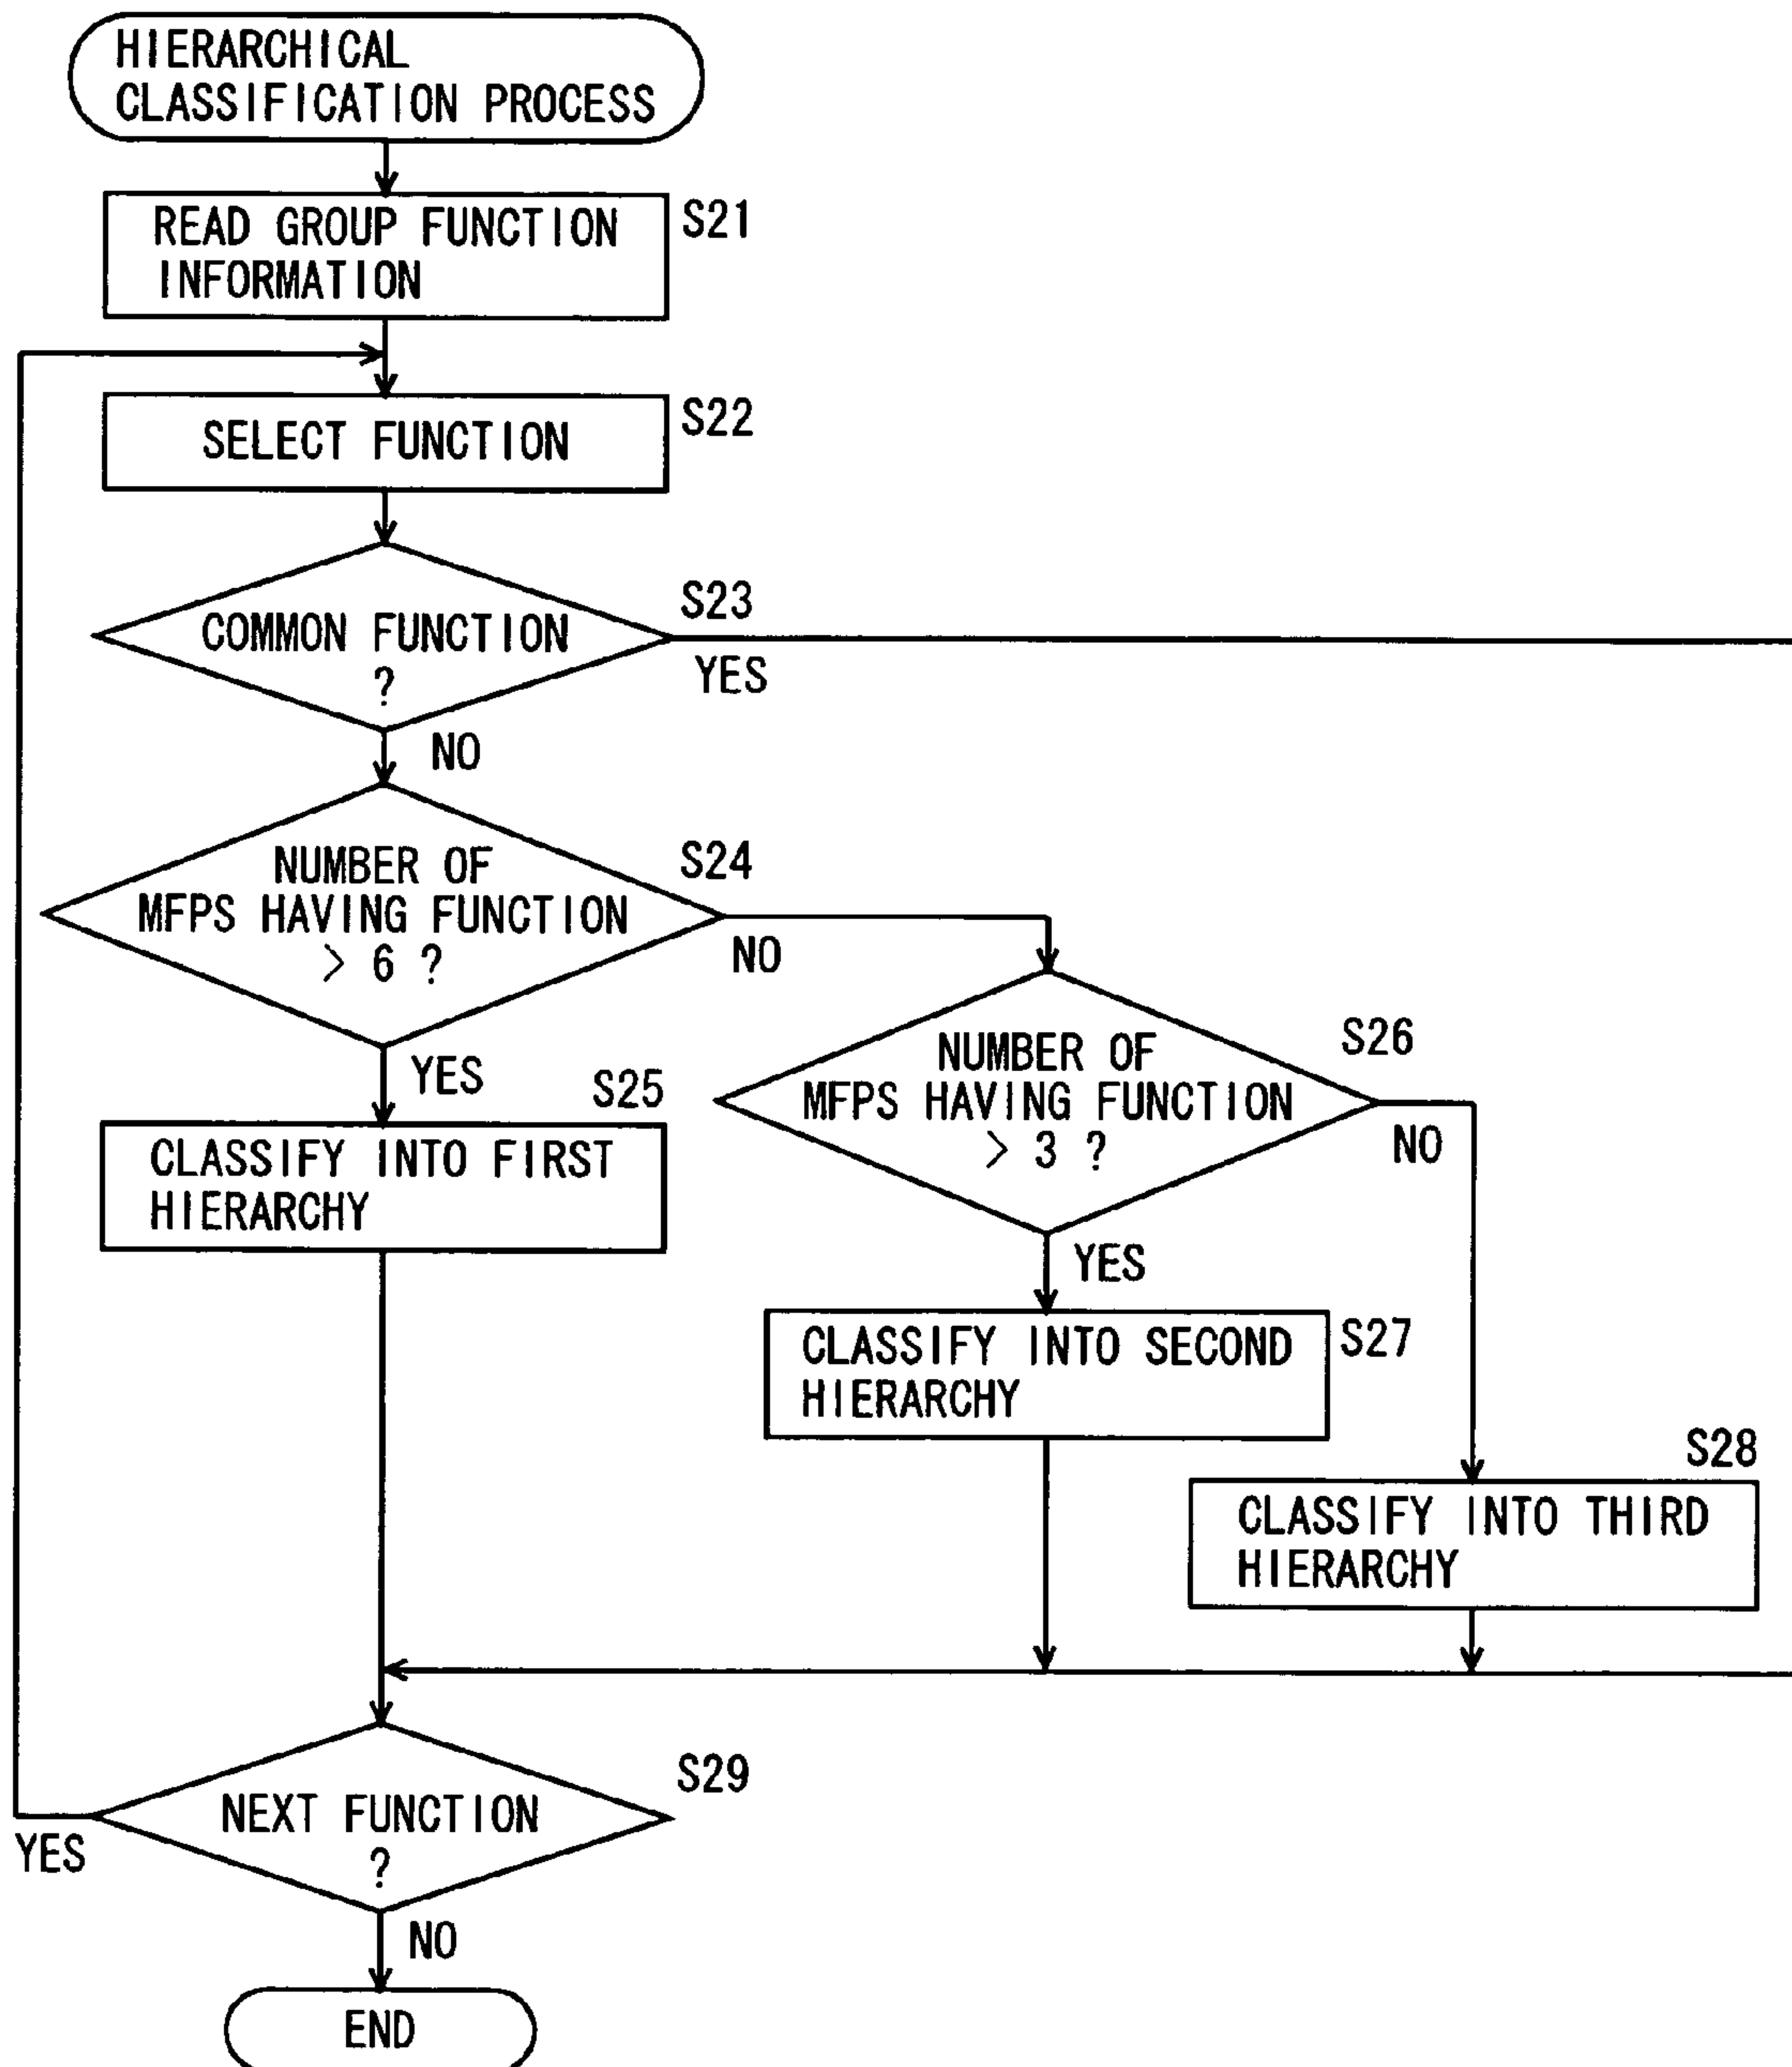 HIERARCHICAL
CLASSIFICATION PROCESS
READ GROUP FUNCTION
INFORMATION
S21
SELECT FUNCTION
S22
COMMON FUNCTION
?
S23
YES
NO
NUMBER OF
MFPS HAVING FUNCTION
> 6 ?
S24
NO
YES
NUMBER OF
MFPS HAVING FUNCTION
> 3 ?
S26
NO
YES
S25
CLASSIFY INTO FIRST
HIERARCHY
CLASSIFY INTO SECOND
HIERARCHY
S27
S28
CLASSIFY INTO THIRD
HIERARCHY
NEXT FUNCTION
?
S29
YES
NO
END